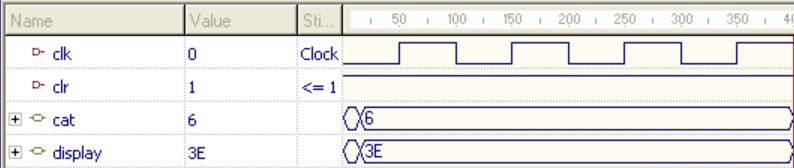 Name Value Sti... 50 100 150 200 250 300 350 40
clk 0 Clock
clr 1 <= 1
cat 6 6
display 3E 3E